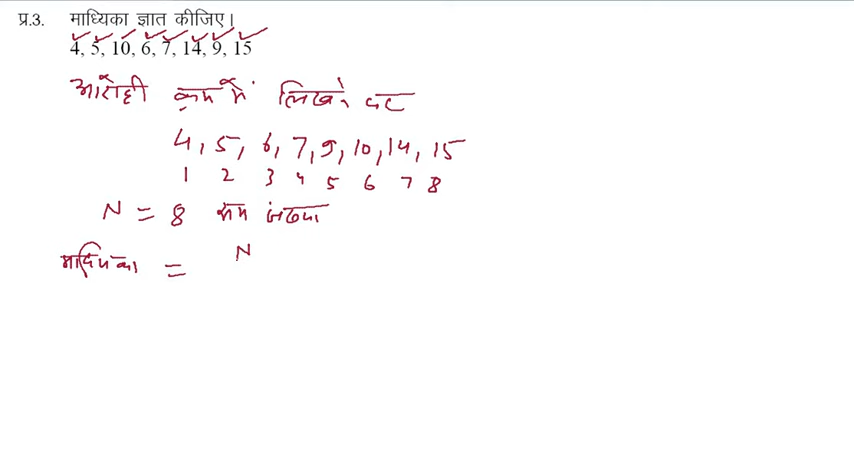 प्र.3. माध्यिका ज्ञात कीजिए।
4, 5, 10, 6, 7, 14, 9, 15
आरोही क्रम में लिखने पर
4, 5, 6, 7, 9, 10, 14, 15
1 2 3 4 5 6 7 8
N = 8 सम संख्या
माध्यिका = N